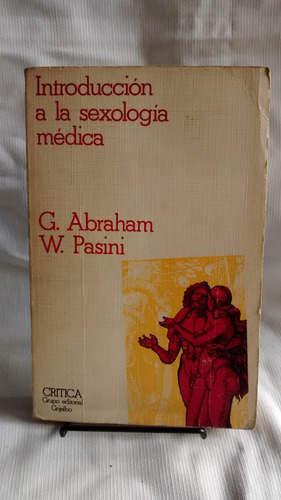 Introducción
a la sexología
médica
G. Abraham
W. Pasini
CRITICA
Grupo editorial
Grijalbo